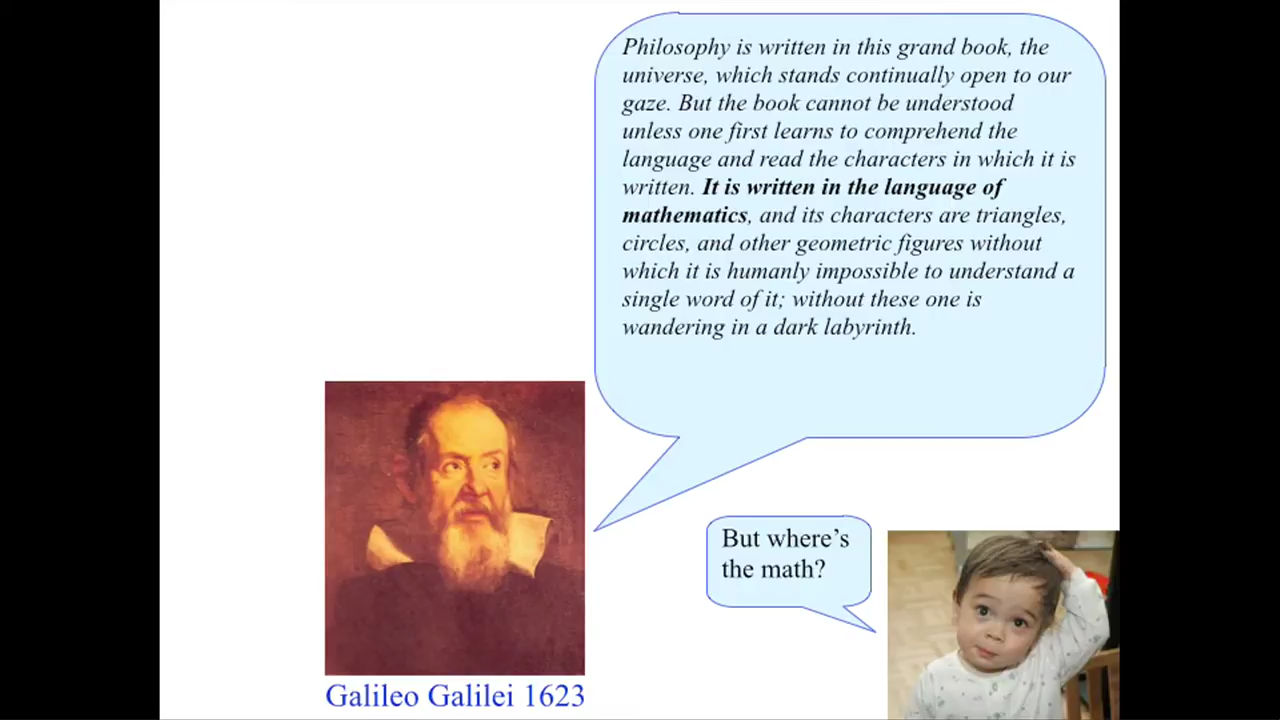 Philosophy is written in this grand book, the
universe, which stands continually open to our
gaze. But the book cannot be understood
unless one first learns to comprehend the
language and read the characters in which it is
written. It is written in the language of
mathematics, and its characters are triangles,
circles, and other geometric figures without
which it is humanly impossible to understand a
single word of it; without these one is
wandering in a dark labyrinth.
But where’s
the math?
Galileo Galilei 1623